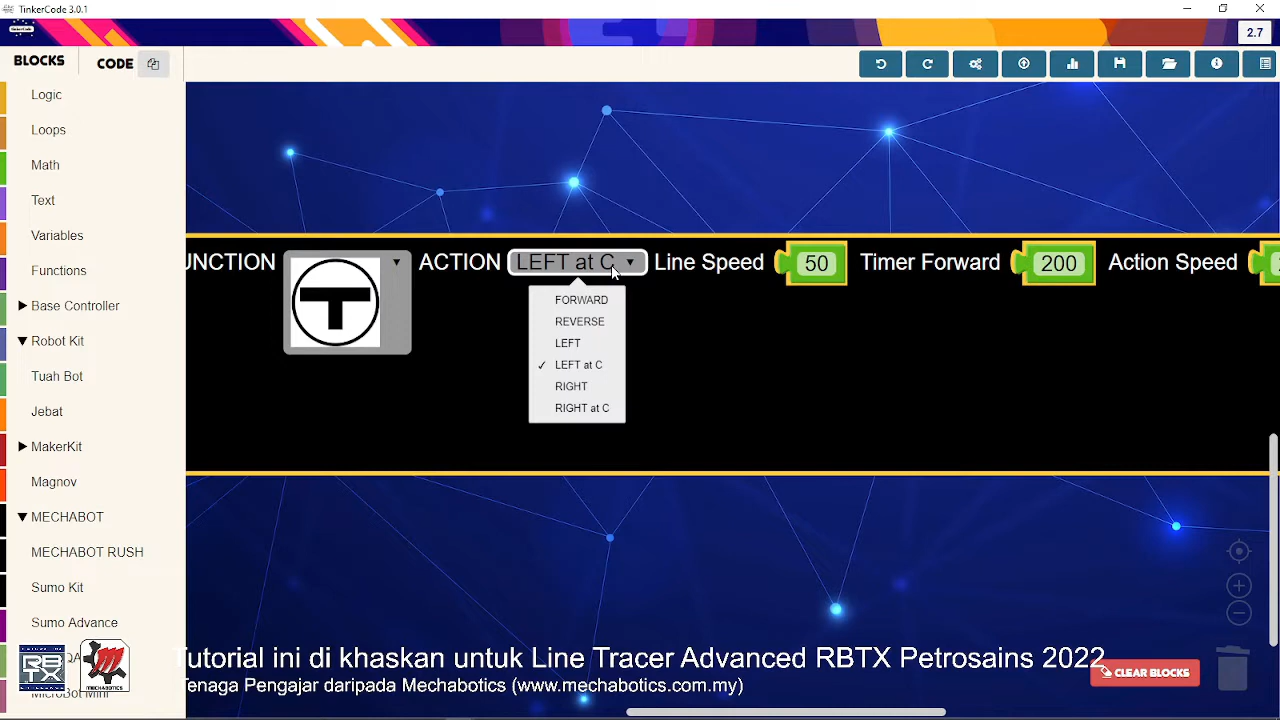 TinkerCode 3.0.1
2.7
BLOCKS
CODE
Logic
Loops
Math
Text
Variables
Functions
Base Controller
Robot Kit
Tuah Bot
Jebat
MakerKit
Magnov
MECHABOT
MECHABOT RUSH
Sumo Kit
Sumo Advance
UNCTION
T
ACTION
LEFT at C
Line Speed
50
Timer Forward
200
Action Speed
FORWARD
REVERSE
LEFT
✓ LEFT at C
RIGHT
RIGHT at C
RBTX
MECHABOTICS
Tutorial ini di khaskan untuk Line Tracer Advanced RBTX Petrosains 2022
Tenaga Pengajar daripada Mechabotics (www.mechabotics.com.my)
CLEAR BLOCKS